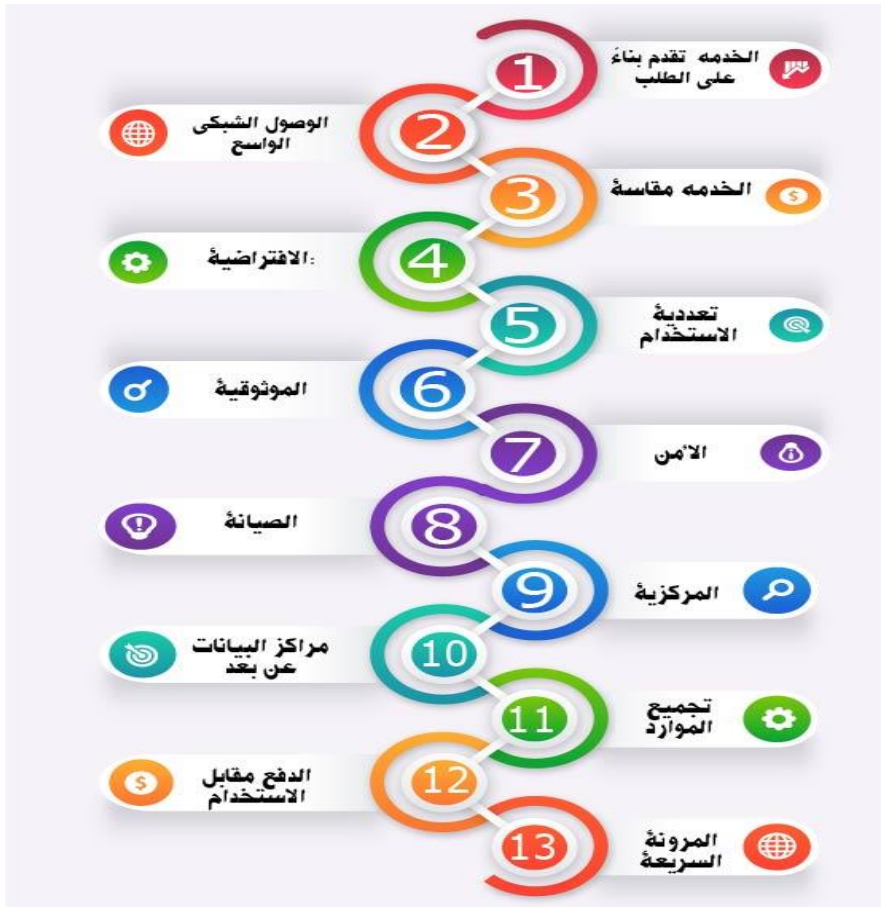 1
الخدمه تقدم بناءً
على الطلب
2
الوصول الشبكى
الواسع
3
الخدمه مقاسة
4
الافتراضية:
5
تعددية
الاستخدام
6
الموثوقية
7
الأمن
8
الصيانة
9
المركزية
10
مراكز البيانات
عن بعد
11
تجميع
الموارد
12
الدفع مقابل
الاستخدام
13
المرونة
السريعة